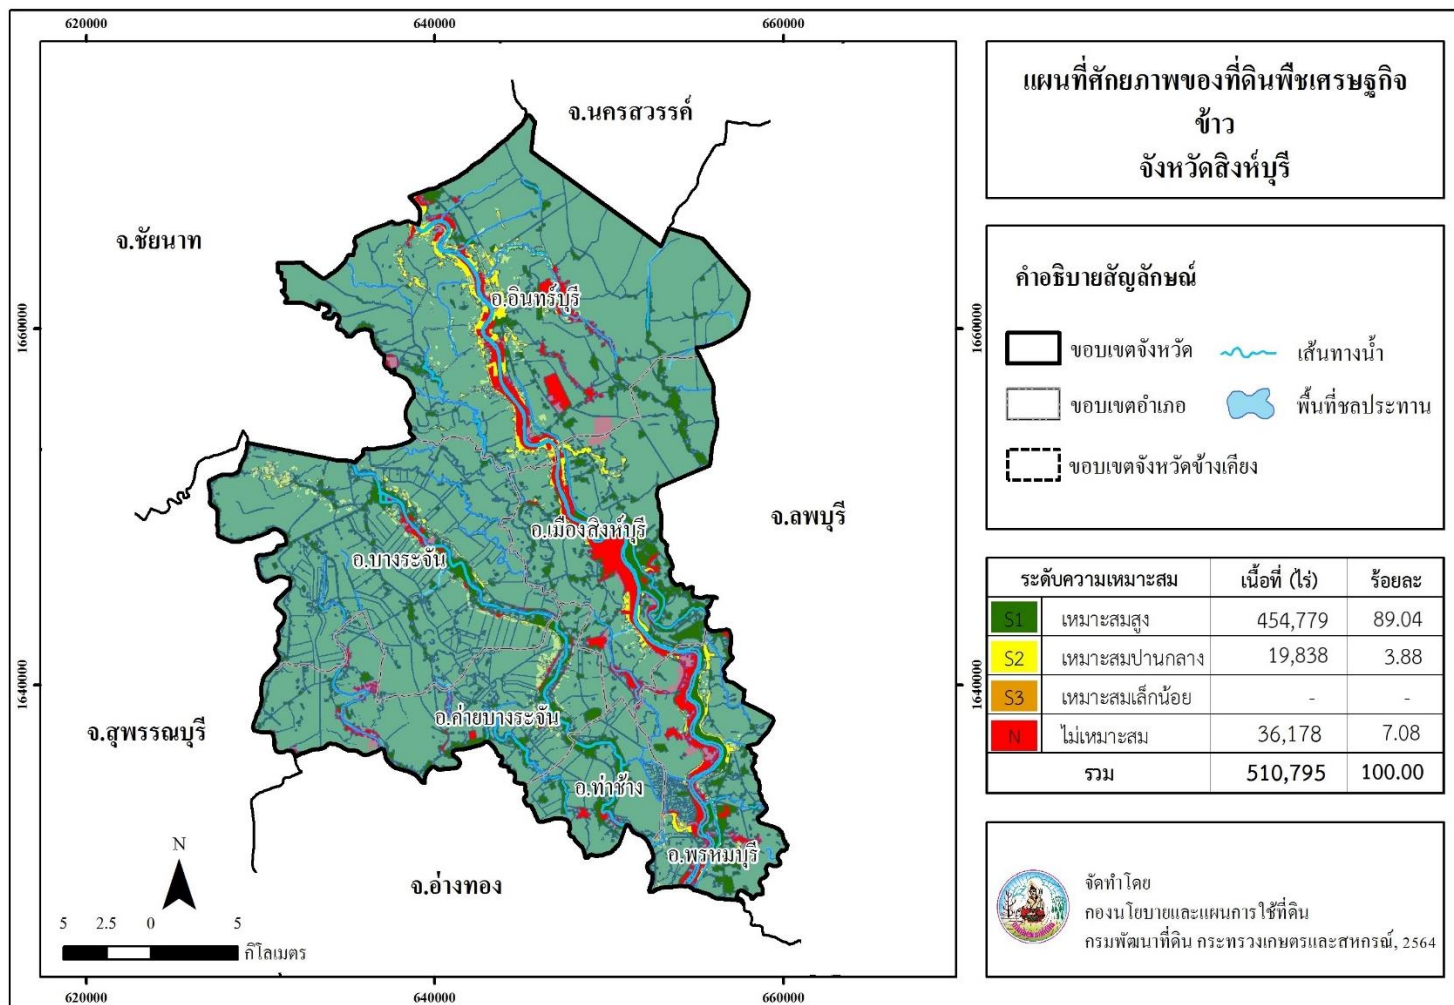 620000
640000
660000
แผนที่ศักยภาพของที่ดินพืชเศรษฐกิจ
ข้าว
จังหวัดสิงห์บุรี
จ.นครสวรรค์
จ.ชัยนาท
อ.อินทร์บุรี
1660000
1660000
จ.ลพบุรี
อ.เมืองสิงห์บุรี
อ.บางระจัน
1640000
1640000
จ.สุพรรณบุรี
อ.ค่ายบางระจัน
อ.ท่าช้าง
อ.พรหมบุรี
จ.อ่างทอง
N
5 2.5 0 5
กิโลเมตร
620000
640000
660000
คำอธิบายสัญลักษณ์
ขอบเขตจังหวัด เส้นทางน้ำ
ขอบเขตอำเภอ พื้นที่ชลประทาน
ขอบเขตจังหวัดข้างเคียง
ระดับความเหมาะสม เนื้อที่ (ไร่) ร้อยละ
S1 เหมาะสมสูง 454,779 89.04
S2 เหมาะสมปานกลาง 19,838 3.88
S3 เหมาะสมเล็กน้อย - -
N ไม่เหมาะสม 36,178 7.08
รวม 510,795 100.00
จัดทำโดย
กองนโยบายและแผนการใช้ที่ดิน
กรมพัฒนาที่ดิน กระทรวงเกษตรและสหกรณ์, 2564